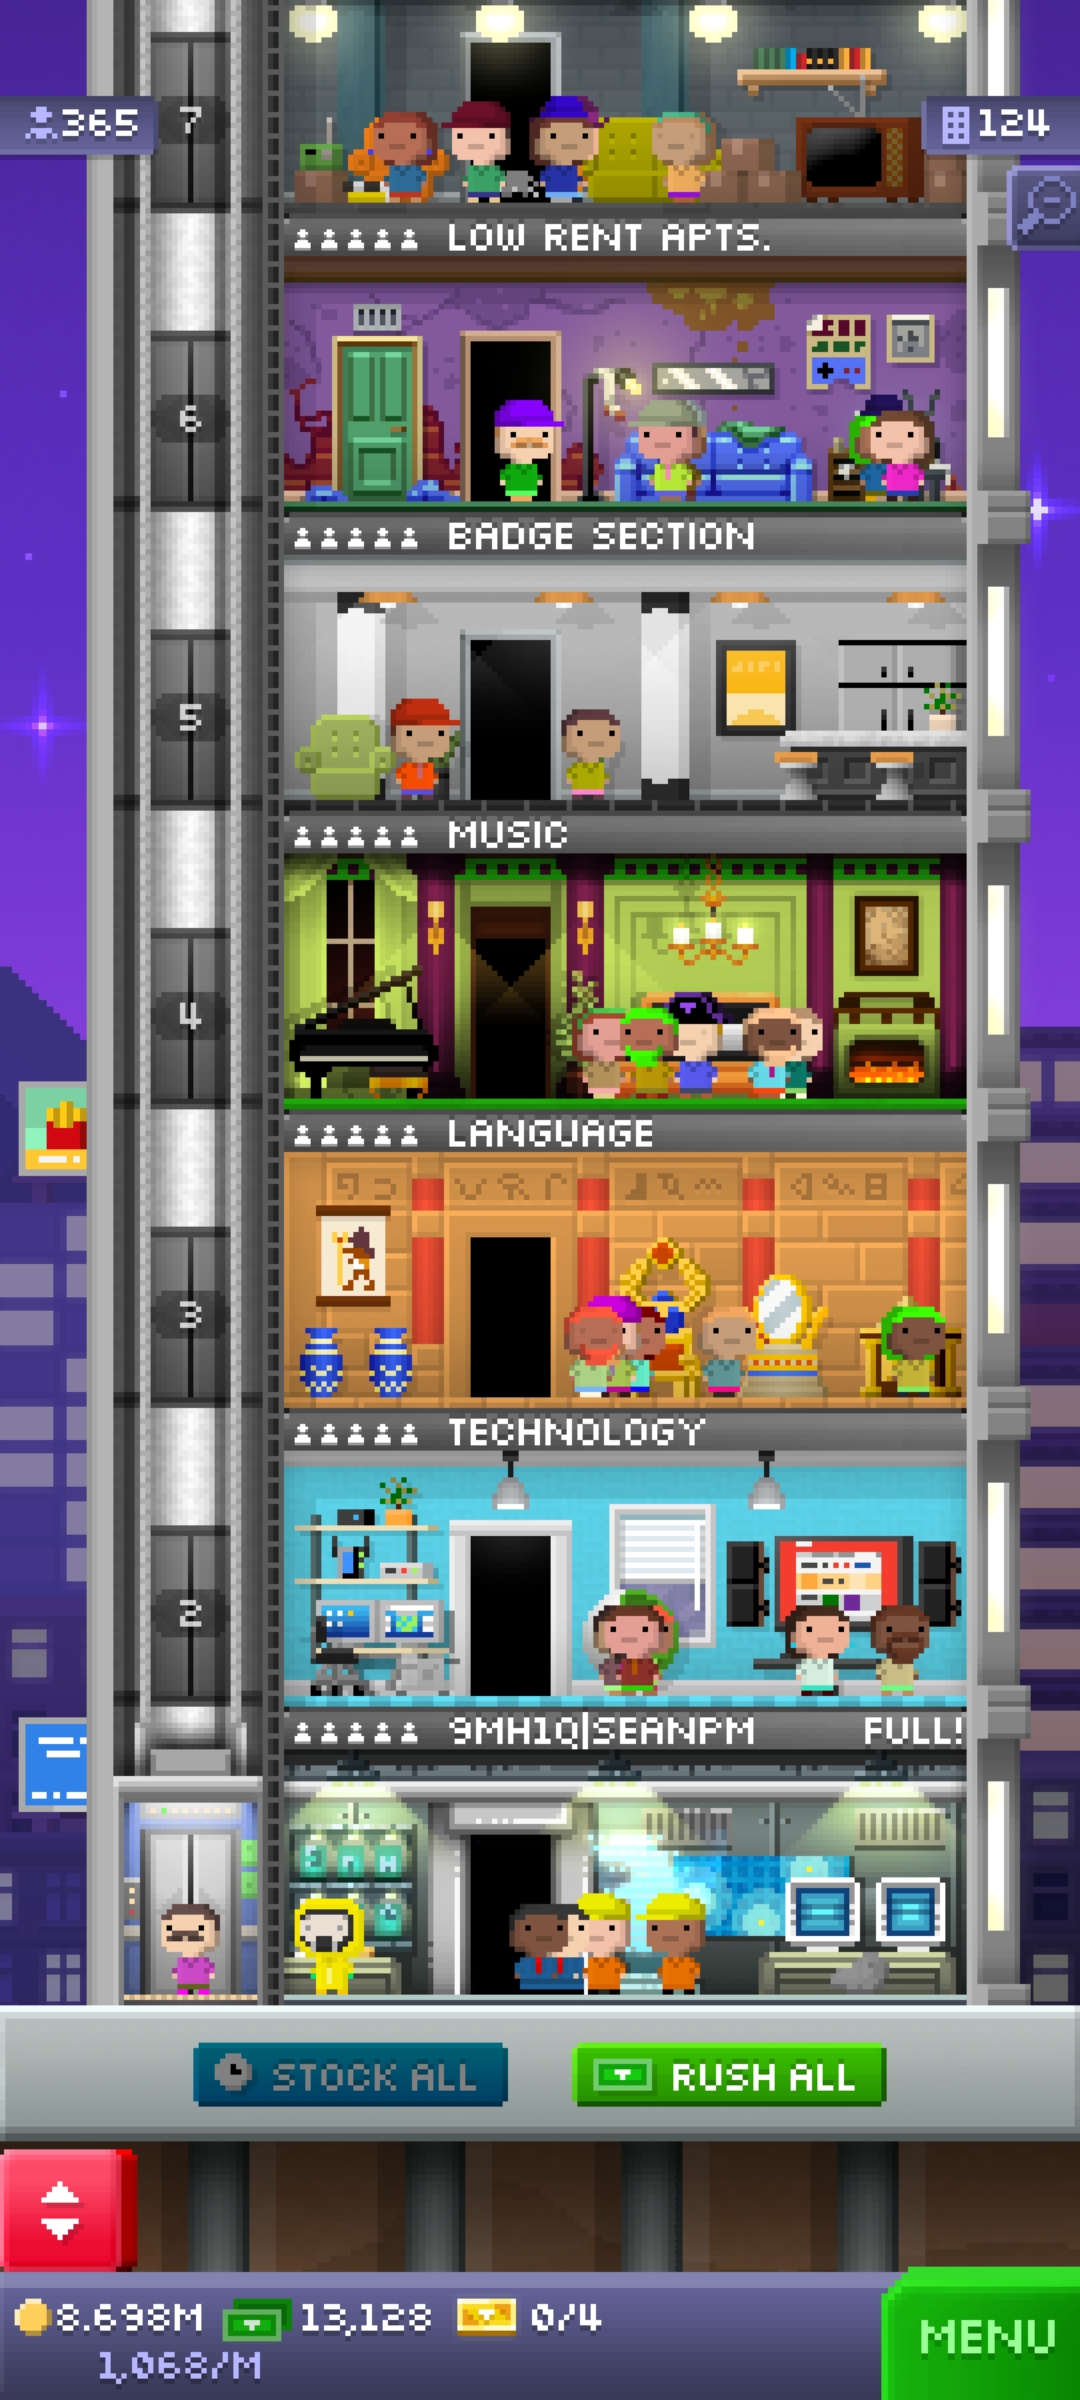 365
7
124
LOW RENT APTS.
6
BADGE SECTION
5
MUSIC
4
LANGUAGE
3
TECHNOLOGY
2
9MH1Q|SEANPM FULL!
STOCK ALL
RUSH ALL
8.698M 13,128 0/4
1,068/M
MENU